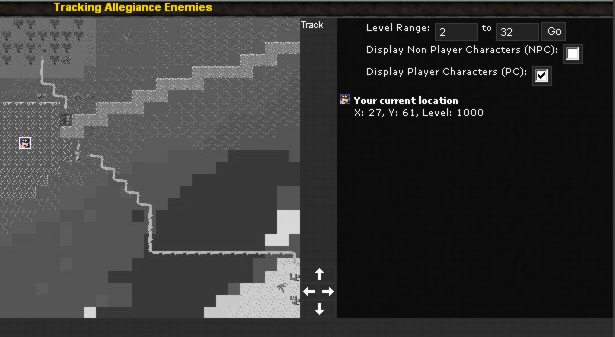 Tracking Allegiance Enemies
Track
Level Range: 2 to 32 Go
Display Non Player Characters (NPC):
Display Player Characters (PC):
Your current location
X: 27, Y: 61, Level: 1000